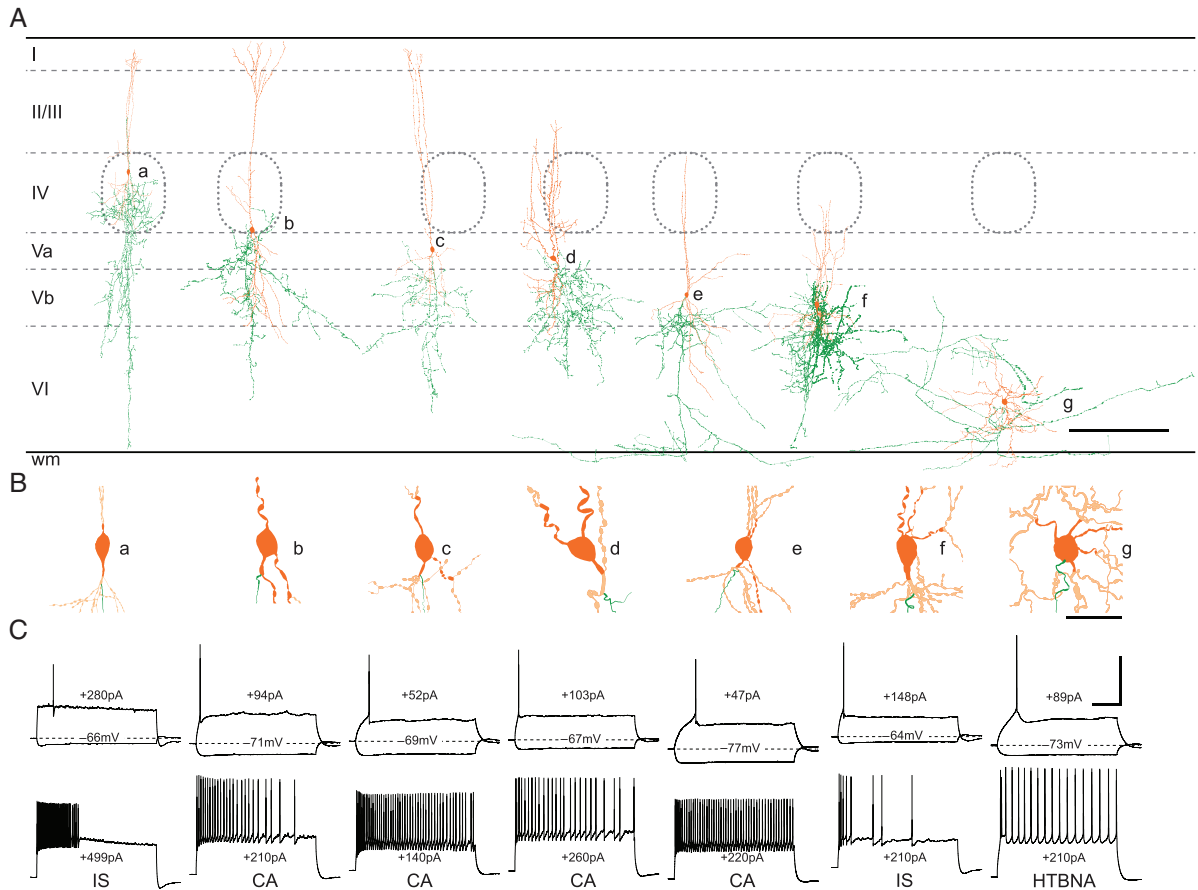 A
I
II/III
IV
Va
Vb
VI
wm
a
b
c
d
e
f
g
B
a
b
c
d
e
f
g
C
+280pA
+94pA
+52pA
+103pA
+47pA
+148pA
+89pA
–66mV
–71mV
–69mV
–67mV
–77mV
–64mV
–73mV
+499pA
+210pA
+140pA
+260pA
+220pA
+210pA
+210pA
IS
CA
CA
CA
CA
IS
HTBNA